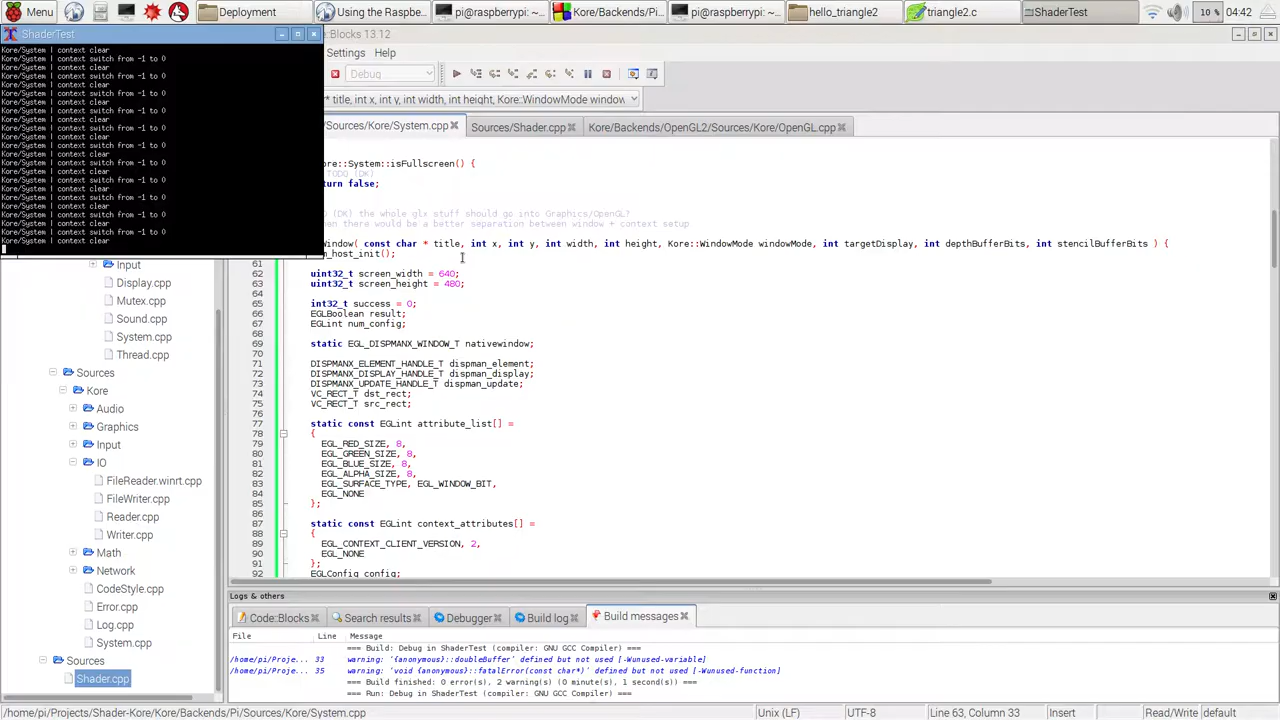 Menu
Deployment
Using the Raspbe...
pi@raspberrypi: ~...
Kore/Backends/Pi...
pi@raspberrypi: ~...
hello_triangle2
triangle2.c
ShaderTest
10 %
04:42
ShaderTest
::Blocks 13.12
Kore/System | context clear
Kore/System | context switch from -1 to 0
Kore/System | context clear
Kore/System | context switch from -1 to 0
Kore/System | context clear
Kore/System | context switch from -1 to 0
Kore/System | context clear
Kore/System | context switch from -1 to 0
Kore/System | context clear
Kore/System | context switch from -1 to 0
Kore/System | context clear
Kore/System | context switch from -1 to 0
Kore/System | context clear
Kore/System | context switch from -1 to 0
Kore/System | context clear
Kore/System | context switch from -1 to 0
Kore/System | context clear
Kore/System | context switch from -1 to 0
Kore/System | context clear
Kore/System | context switch from -1 to 0
Kore/System | context clear
Kore/System | context switch from -1 to 0
Kore/System | context clear
Settings Help
Debug
* title, int x, int y, int width, int height, Kore::WindowMode window
/Sources/Kore/System.cpp
Sources/Shader.cpp
Kore/Backends/OpenGL2/Sources/Kore/OpenGL.cpp
ore::System::isFullscreen() {
TODO (DK)
turn false;
(DK) the whole glx stuff should go into Graphics/OpenGL?
en there would be a better separation between window + context setup
Window( const char * title, int x, int y, int width, int height, Kore::WindowMode windowMode, int targetDisplay, int depthBufferBits, int stencilBufferBits ) {
m_host_init();
61
62 uint32_t screen_width = 640;
63 uint32_t screen_height = 480;
64
65 int32_t success = 0;
66 EGLBoolean result;
67 EGLint num_config;
68
69 static EGL_DISPMANX_WINDOW_T nativewindow;
70
71 DISPMANX_ELEMENT_HANDLE_T dispman_element;
72 DISPMANX_DISPLAY_HANDLE_T dispman_display;
73 DISPMANX_UPDATE_HANDLE_T dispman_update;
74 VC_RECT_T dst_rect;
75 VC_RECT_T src_rect;
76
77 static const EGLint attribute_list[] =
78 {
79 EGL_RED_SIZE, 8,
80 EGL_GREEN_SIZE, 8,
81 EGL_BLUE_SIZE, 8,
82 EGL_ALPHA_SIZE, 8,
83 EGL_SURFACE_TYPE, EGL_WINDOW_BIT,
84 EGL_NONE
85 };
86
87 static const EGLint context_attributes[] =
88 {
89 EGL_CONTEXT_CLIENT_VERSION, 2,
90 EGL_NONE
91 };
92 EGLConfig config;
Input
Display.cpp
Mutex.cpp
Sound.cpp
System.cpp
Thread.cpp
Sources
Kore
Audio
Graphics
Input
IO
FileReader.winrt.cpp
FileWriter.cpp
Reader.cpp
Writer.cpp
Math
Network
CodeStyle.cpp
Error.cpp
Log.cpp
System.cpp
Sources
Shader.cpp
Logs & others
Code::Blocks
Search results
Debugger
Build log
Build messages
File Line Message
=== Build: Debug in ShaderTest (compiler: GNU GCC Compiler) ===
/home/pi/Proje... 33 warning: '{anonymous}::doubleBuffer' defined but not used [-Wunused-variable]
/home/pi/Proje... 35 warning: 'void {anonymous}::fatalError(const char*)' defined but not used [-Wunused-function]
=== Build finished: 0 error(s), 2 warning(s) (0 minute(s), 1 second(s)) ===
=== Run: Debug in ShaderTest (compiler: GNU GCC Compiler) ===
/home/pi/Projects/Shader-Kore/Kore/Backends/Pi/Sources/Kore/System.cpp
Unix (LF)
UTF-8
Line 63, Column 33
Insert
Read/Write
default